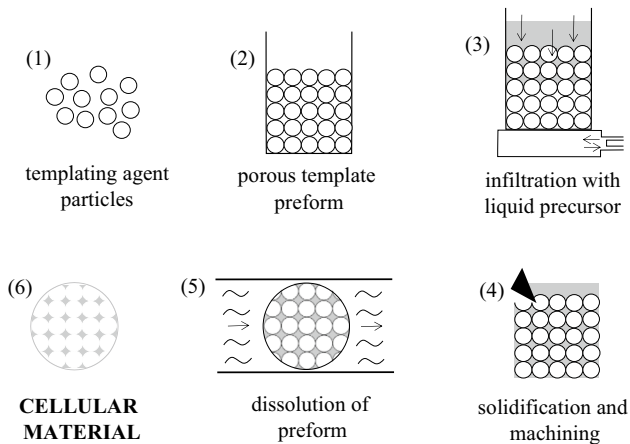 (1)
templating agent
particles
(2)
porous template
preform
(3)
infiltration with
liquid precursor
(6)
CELLULAR
MATERIAL
(5)
dissolution of
preform
(4)
solidification and
machining